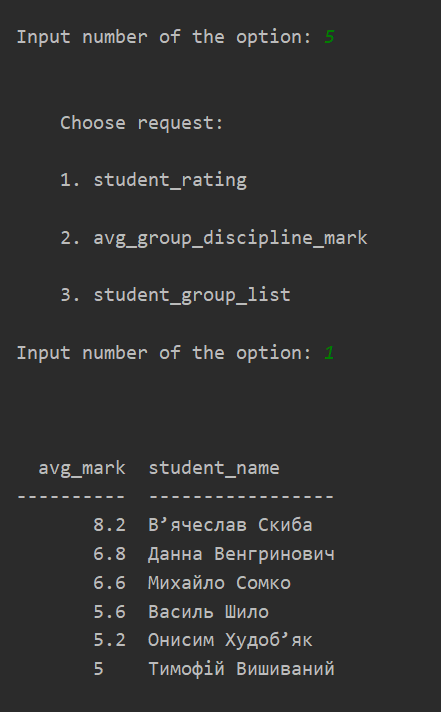 Input number of the option: 5
Choose request:
1. student_rating
2. avg_group_discipline_mark
3. student_group_list
Input number of the option: 1
avg_mark  student_name
----------  -----------------
8.2  В’ячеслав Скиба
6.8  Данна Венгринович
6.6  Михайло Сомко
5.6  Василь Шило
5.2  Онисим Худоб’як
5    Тимофій Вишиваний